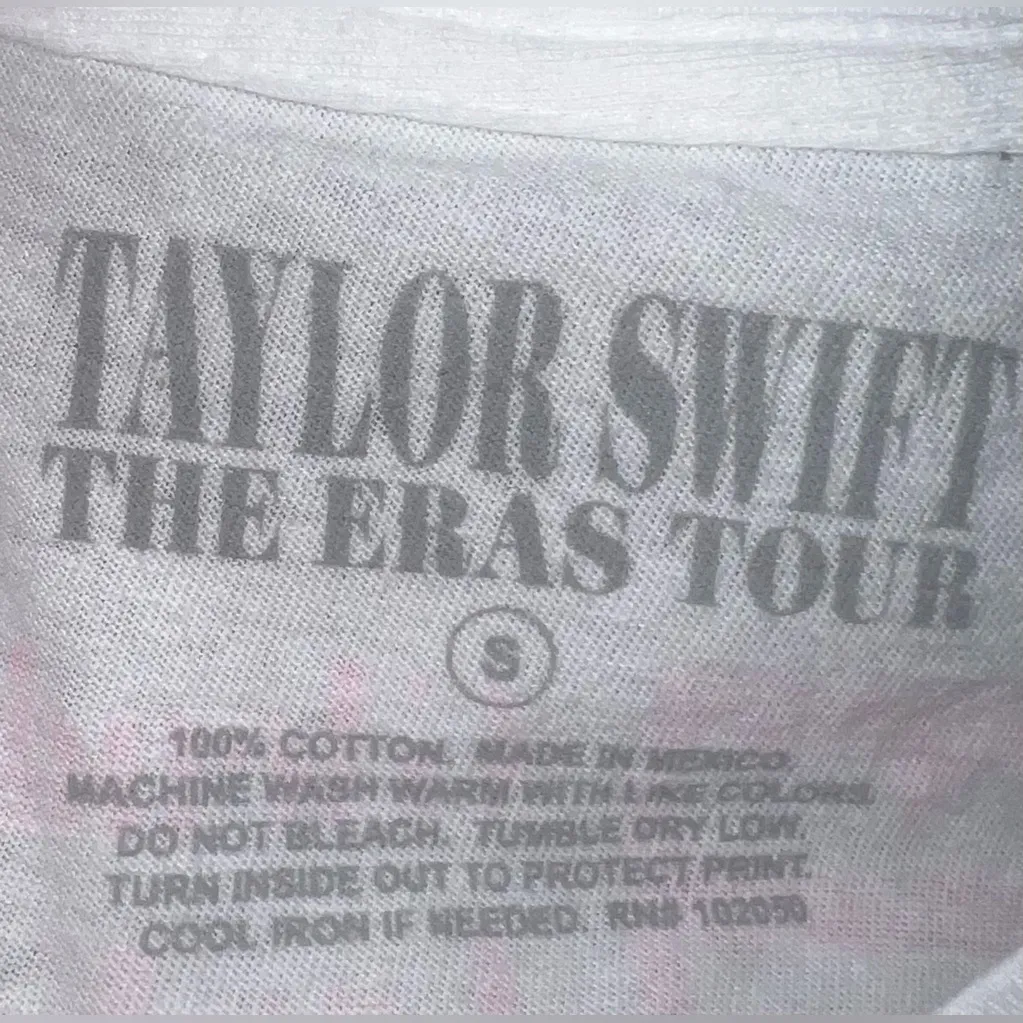 TAYLOR SWIFT
THE ERAS TOUR
S
100% COTTON. MADE IN MEXICO.
MACHINE WASH WARM WITH LIKE COLORS.
DO NOT BLEACH. TUMBLE DRY LOW.
TURN INSIDE OUT TO PROTECT PRINT.
COOL IRON IF NEEDED. RN# 102050